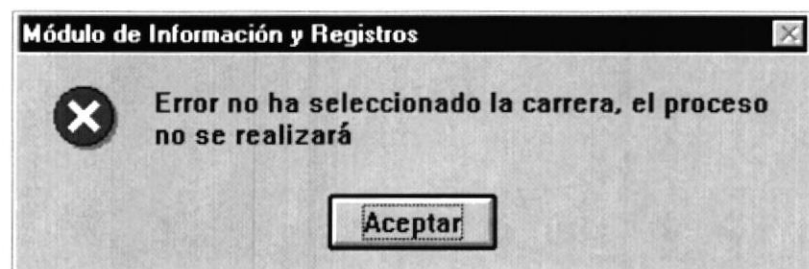 Módulo de Información y Registros
Error no ha seleccionado la carrera, el proceso
no se realizará
Aceptar